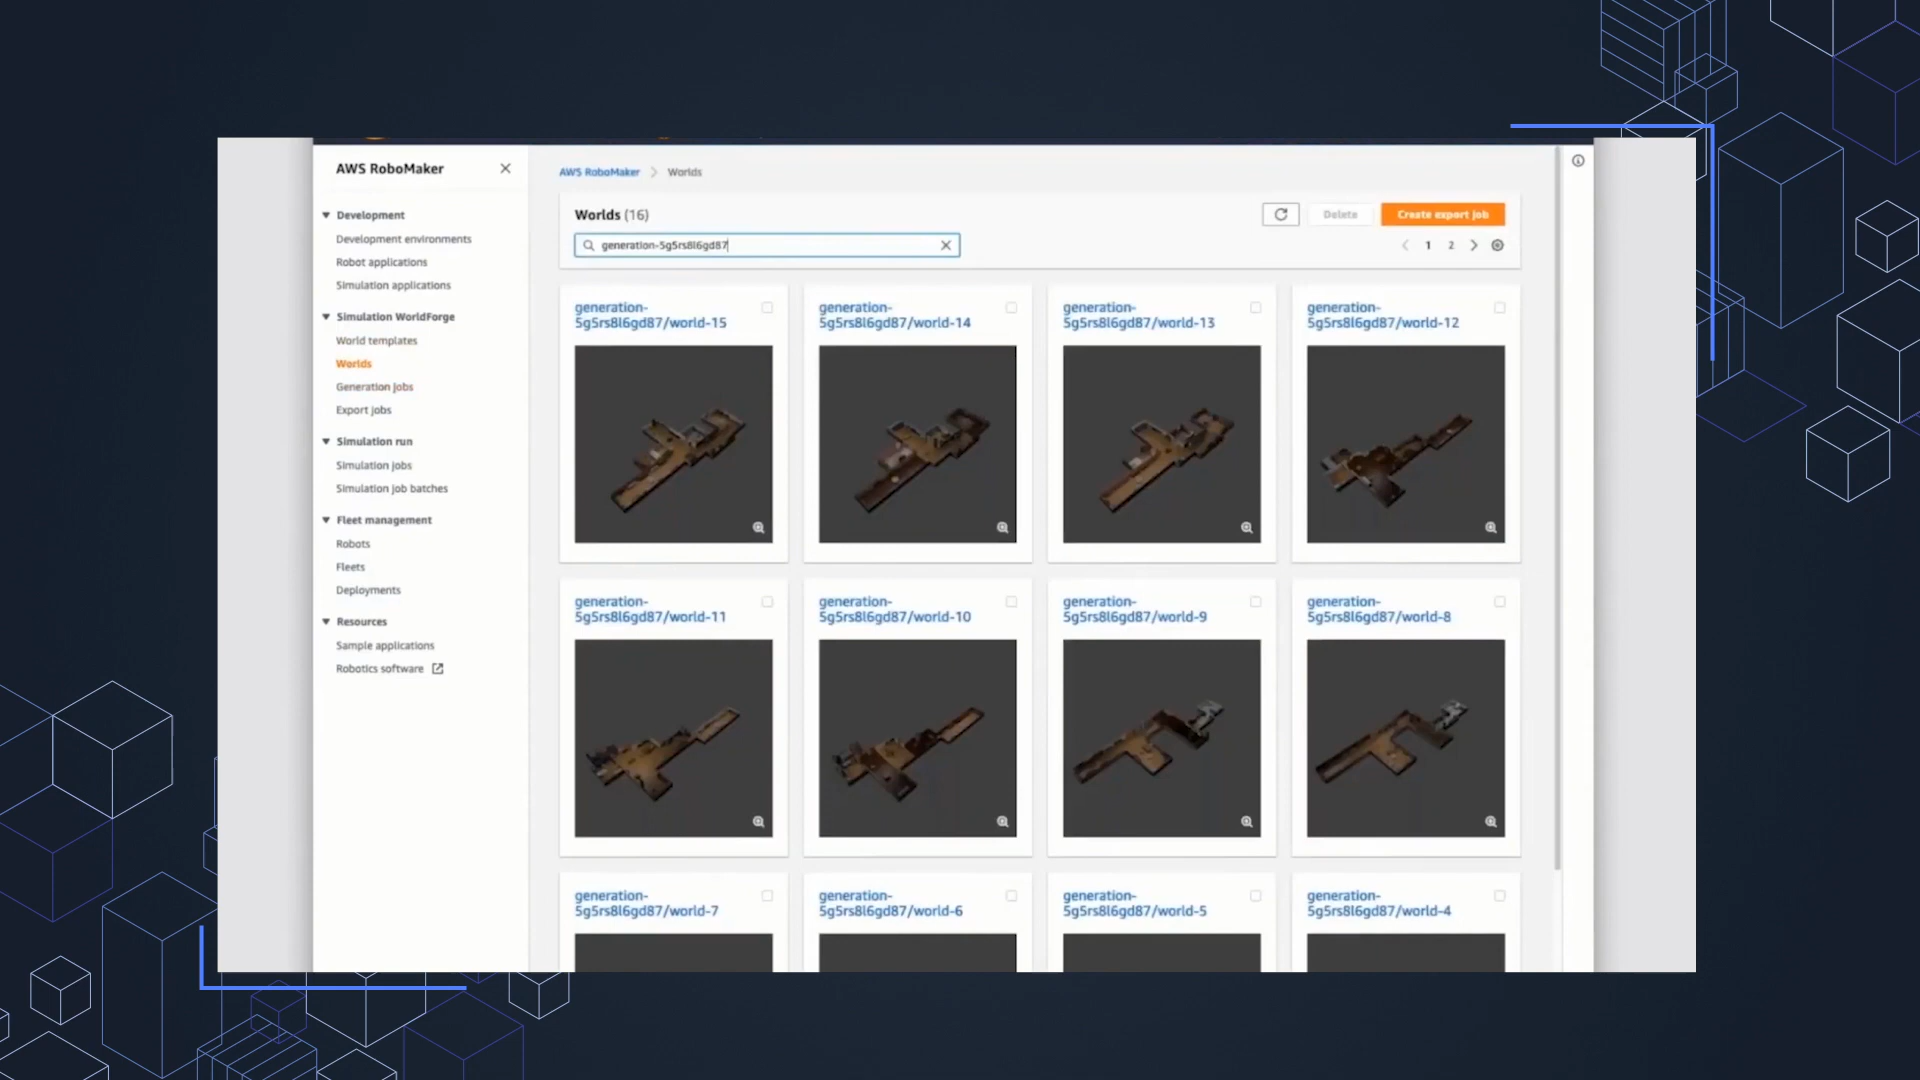 AWS RoboMaker
Development
Development environments
Robot applications
Simulation applications
Simulation WorldForge
World templates
Worlds
Generation jobs
Export jobs
Simulation run
Simulation jobs
Simulation job batches
Fleet management
Robots
Fleets
Deployments
Resources
Sample applications
Robotics software
AWS RoboMaker > Worlds
Worlds (16)
Delete
Create export job
generation-5g5rs8l6gd87
1 2
generation-
5g5rs8l6gd87/world-15
generation-
5g5rs8l6gd87/world-14
generation-
5g5rs8l6gd87/world-13
generation-
5g5rs8l6gd87/world-12
generation-
5g5rs8l6gd87/world-11
generation-
5g5rs8l6gd87/world-10
generation-
5g5rs8l6gd87/world-9
generation-
5g5rs8l6gd87/world-8
generation-
5g5rs8l6gd87/world-7
generation-
5g5rs8l6gd87/world-6
generation-
5g5rs8l6gd87/world-5
generation-
5g5rs8l6gd87/world-4